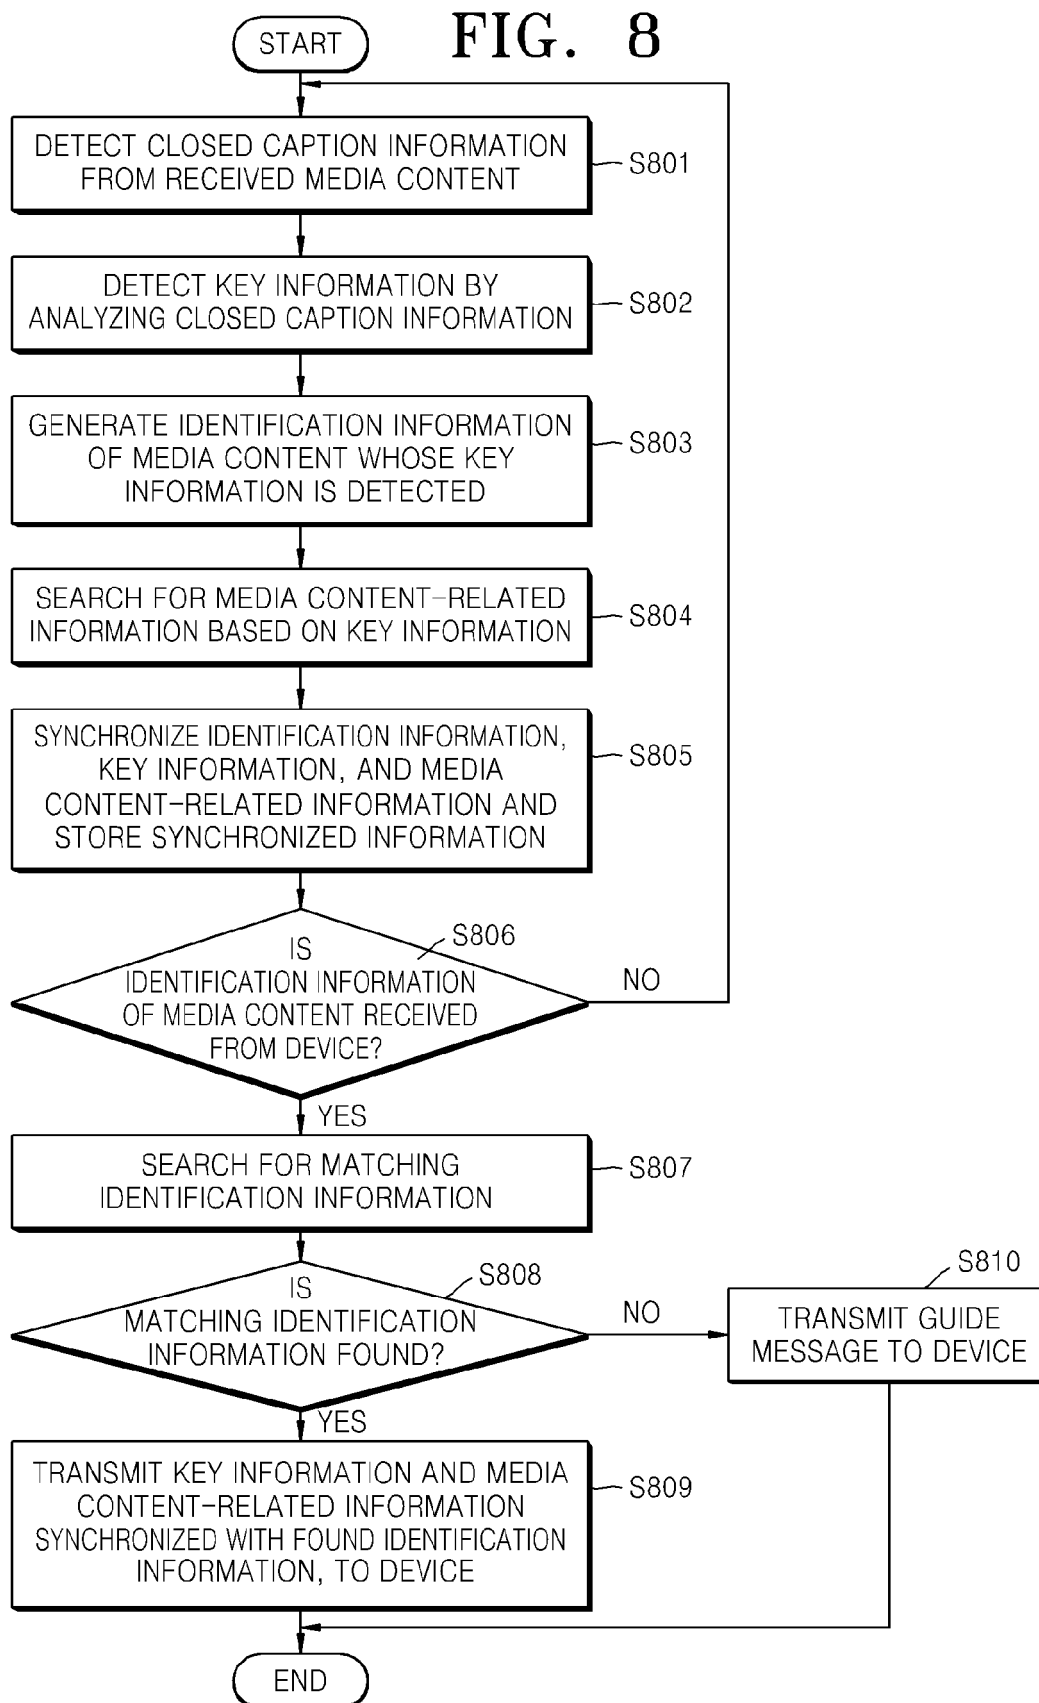 FIG. 8
START
DETECT CLOSED CAPTION INFORMATION
FROM RECEIVED MEDIA CONTENT
S801
DETECT KEY INFORMATION BY
ANALYZING CLOSED CAPTION INFORMATION
S802
GENERATE IDENTIFICATION INFORMATION
OF MEDIA CONTENT WHOSE KEY
INFORMATION IS DETECTED
S803
SEARCH FOR MEDIA CONTENT-RELATED
INFORMATION BASED ON KEY INFORMATION
S804
SYNCHRONIZE IDENTIFICATION INFORMATION,
KEY INFORMATION, AND MEDIA
CONTENT-RELATED INFORMATION AND
STORE SYNCHRONIZED INFORMATION
S805
S806
IS
IDENTIFICATION INFORMATION
OF MEDIA CONTENT RECEIVED
FROM DEVICE?
NO
YES
SEARCH FOR MATCHING
IDENTIFICATION INFORMATION
S807
S808
IS
MATCHING IDENTIFICATION
INFORMATION FOUND?
NO
S810
TRANSMIT GUIDE
MESSAGE TO DEVICE
YES
TRANSMIT KEY INFORMATION AND MEDIA
CONTENT-RELATED INFORMATION
SYNCHRONIZED WITH FOUND IDENTIFICATION
INFORMATION, TO DEVICE
S809
END